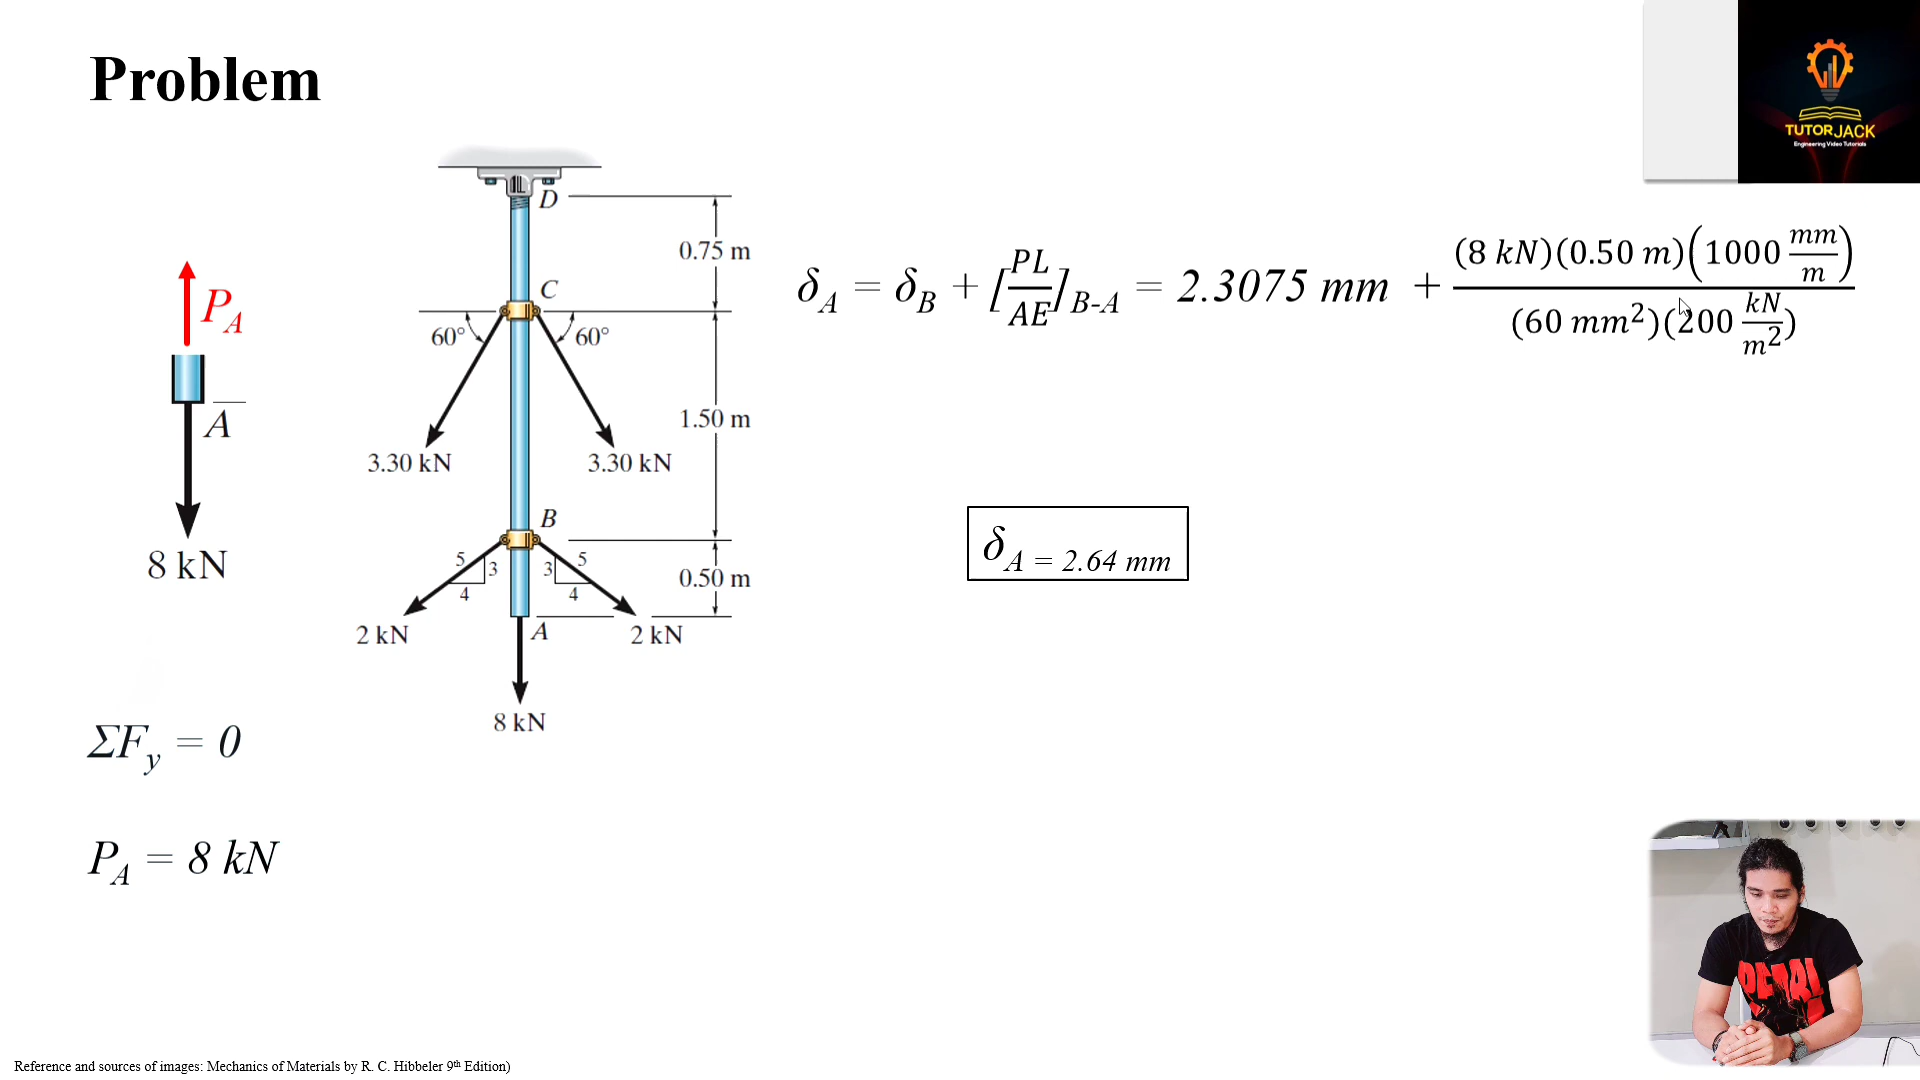 Problem
TUTORJACK
Engineering Video Tutorials
D
0.75 m
C
60°
60°
1.50 m
3.30 kN
3.30 kN
B
5
3
4
5
3
4
0.50 m
2 kN
A
2 kN
8 kN
P_A
A
8 kN
ΣF_y = 0
P_A = 8 kN
δ_A = δ_B + [PL/AE]_B-A = 2.3075 mm + (8 kN)(0.50 m)(1000 mm/m) / (60 mm²)(200 kN/m²)
δ_A = 2.64 mm
Reference and sources of images: Mechanics of Materials by R. C. Hibbeler 9th Edition)